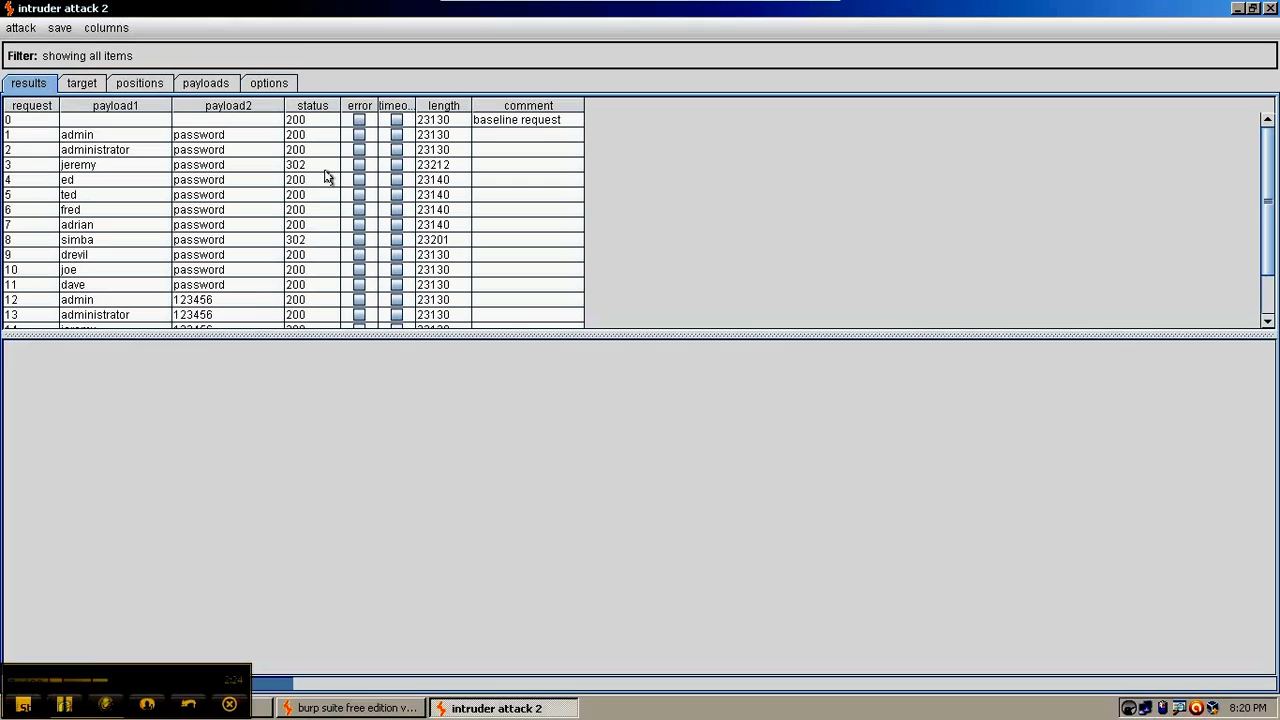 intruder attack 2
attack save columns
Filter: showing all items
results target positions payloads options
request payload1 payload2 status error timeo... length comment
0 200 23130 baseline request
1 admin password 200 23130
2 administrator password 200 23130
3 jeremy password 302 23212
4 ed password 200 23140
5 ted password 200 23140
6 fred password 200 23140
7 adrian password 200 23140
8 simba password 302 23201
9 drevil password 200 23130
10 joe password 200 23130
11 dave password 200 23130
12 admin 123456 200 23130
13 administrator 123456 200 23130
burp suite free edition v... intruder attack 2 8:20 PM